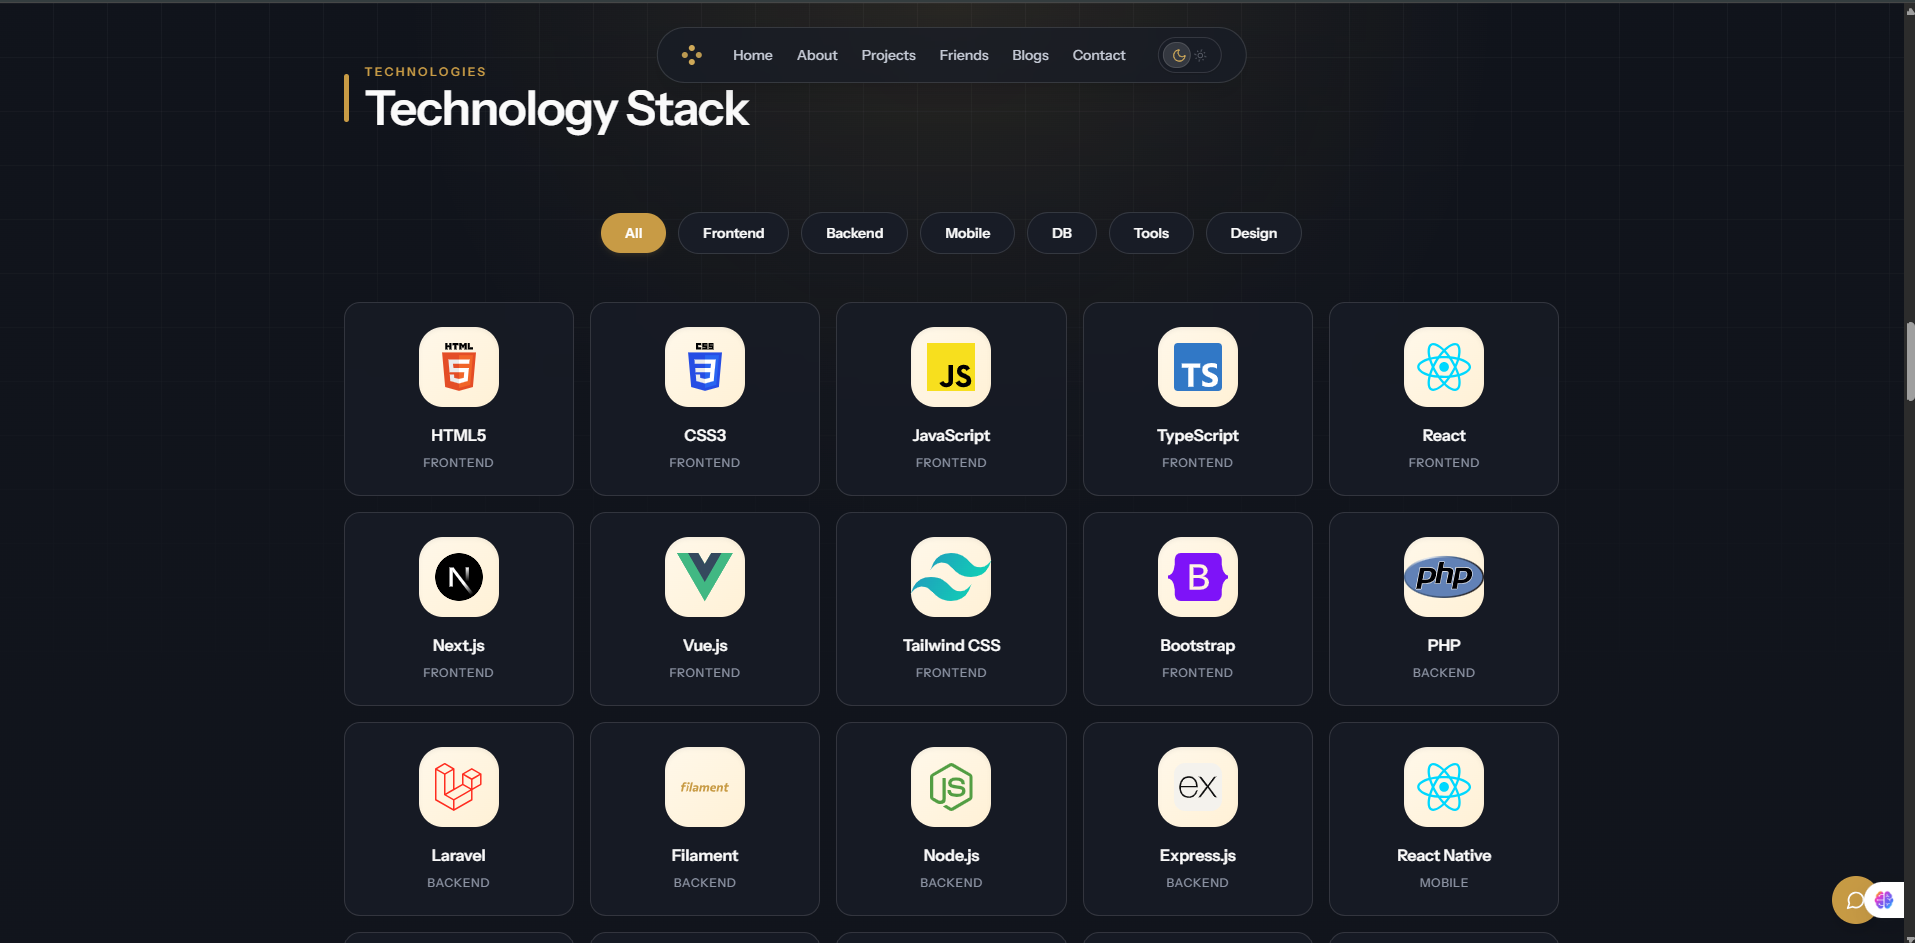 Home About Projects Friends Blogs Contact
TECHNOLOGIES
Technology Stack
All Frontend Backend Mobile DB Tools Design
HTML CSS JS TS
HTML5 CSS3 JavaScript TypeScript React
FRONTEND FRONTEND FRONTEND FRONTEND FRONTEND
N B php
Next.js Vue.js Tailwind CSS Bootstrap PHP
FRONTEND FRONTEND FRONTEND FRONTEND BACKEND
filament JS ex
Laravel Filament Node.js Express.js React Native
BACKEND BACKEND BACKEND BACKEND MOBILE